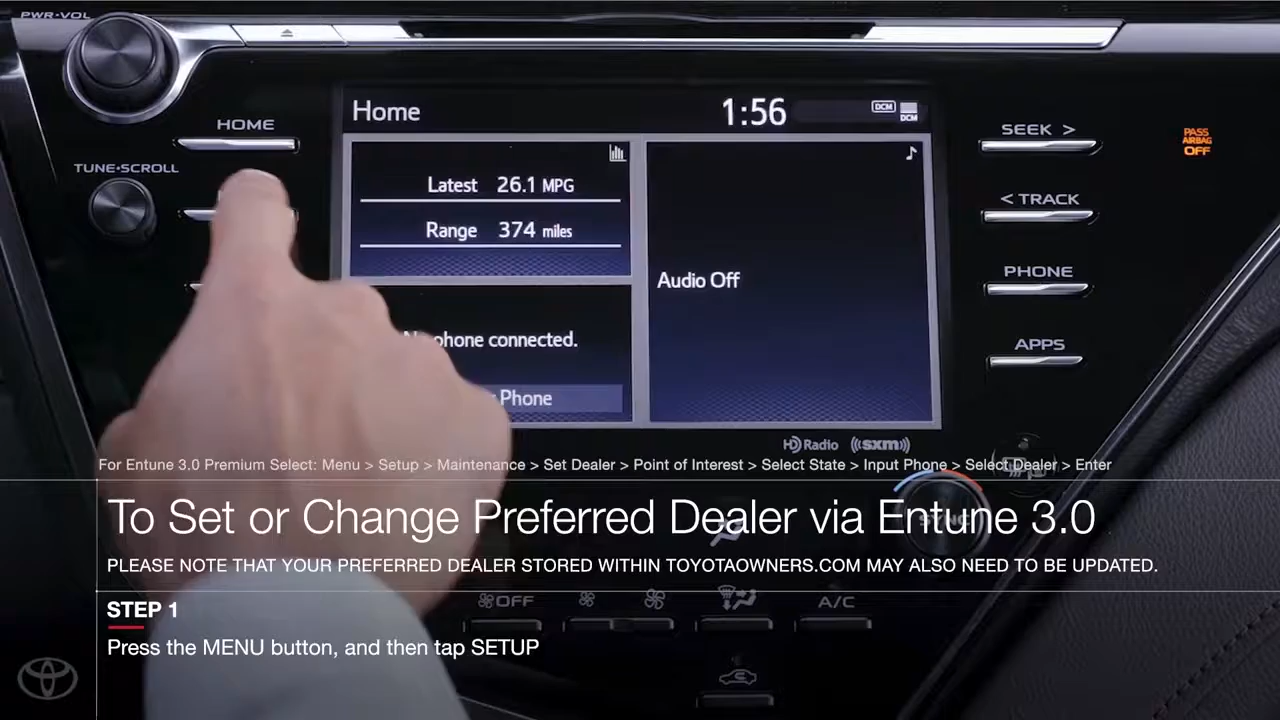 PWR•VOL
HOME
TUNE•SCROLL
Home
1:56
DCM
DCM
Latest 26.1 MPG
Range 374 miles
phone connected.
Phone
Audio Off
SEEK >
< TRACK
PHONE
APPS
PASS
AIRBAG
OFF
HD Radio
((sxm))
For Entune 3.0 Premium Select: Menu > Setup > Maintenance > Set Dealer > Point of Interest > Select State > Input Phone > Select Dealer > Enter
To Set or Change Preferred Dealer via Entune 3.0
PLEASE NOTE THAT YOUR PREFERRED DEALER STORED WITHIN TOYOTAOWNERS.COM MAY ALSO NEED TO BE UPDATED.
OFF
A/C
STEP 1
Press the MENU button, and then tap SETUP